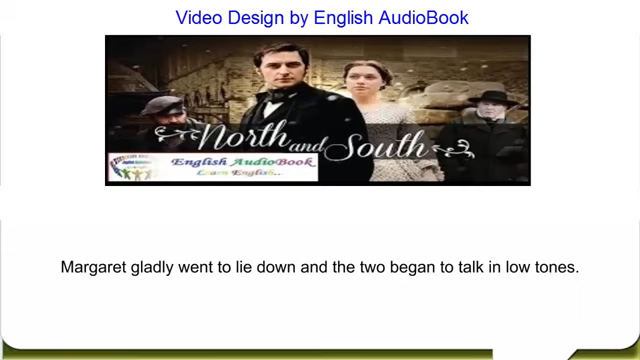 Video Design by English AudioBook
North and South
English AudioBook
Learn English...
Margaret gladly went to lie down and the two began to talk in low tones.